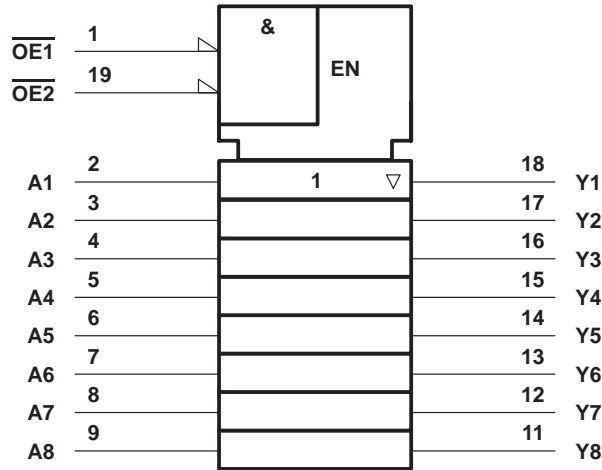 &
1
OE1
EN
19
OE2
2 18
A1 1 ▽ Y1
3 17
A2 Y2
4 16
A3 Y3
5 15
A4 Y4
6 14
A5 Y5
7 13
A6 Y6
8 12
A7 Y7
9 11
A8 Y8